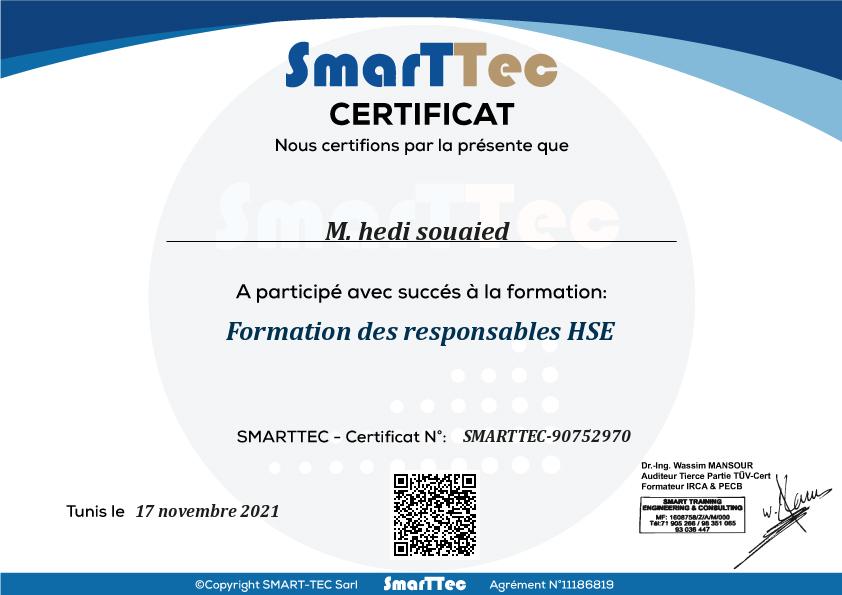 SmarTTec
CERTIFICAT
Nous certifions par la présente que
SmarTTec
M. hedi souaied
A participé avec succés à la formation:
Formation des responsables HSE
SMARTTEC - Certificat N°: SMARTTEC-90752970
Dr.-Ing. Wassim MANSOUR
Auditeur Tierce Partie TÜV-Cert
Formateur IRCA & PECB
SMART TRAINING
ENGINEERING & CONSULTING
MF: 1608758/Z/A/M/000
Tél:71 905 266 / 98 351 065
93 036 447
Tunis le 17 novembre 2021
©Copyright SMART-TEC Sarl SmarTTec Agrément N°11186819